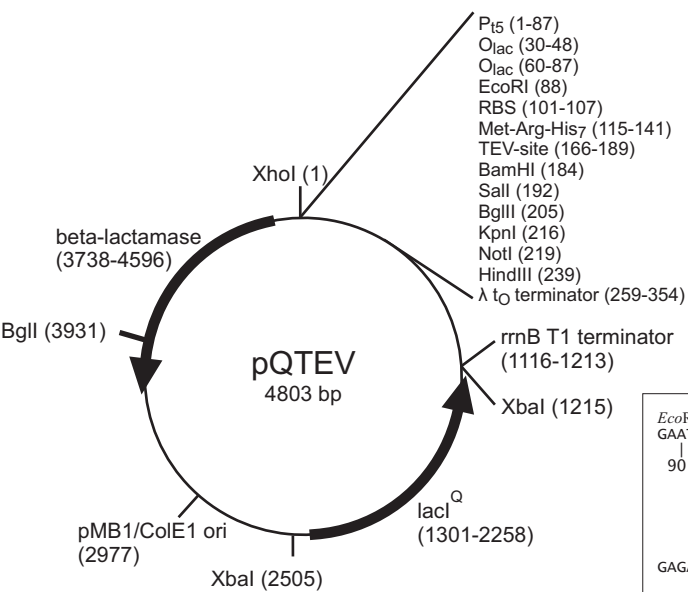 Pt5 (1-87)
Olac (30-48)
Olac (60-87)
EcoRI (88)
RBS (101-107)
Met-Arg-His7 (115-141)
TEV-site (166-189)
BamHI (184)
SalI (192)
BglII (205)
KpnI (216)
NotI (219)
HindIII (239)
λ tO terminator (259-354)
XhoI (1)
beta-lactamase
(3738-4596)
BglI (3931)
rrnB T1 terminator
(1116-1213)
pQTEV
4803 bp
XbaI (1215)
lacI Q
(1301-2258)
pMB1/ColE1 ori
(2977)
XbaI (2505)
90